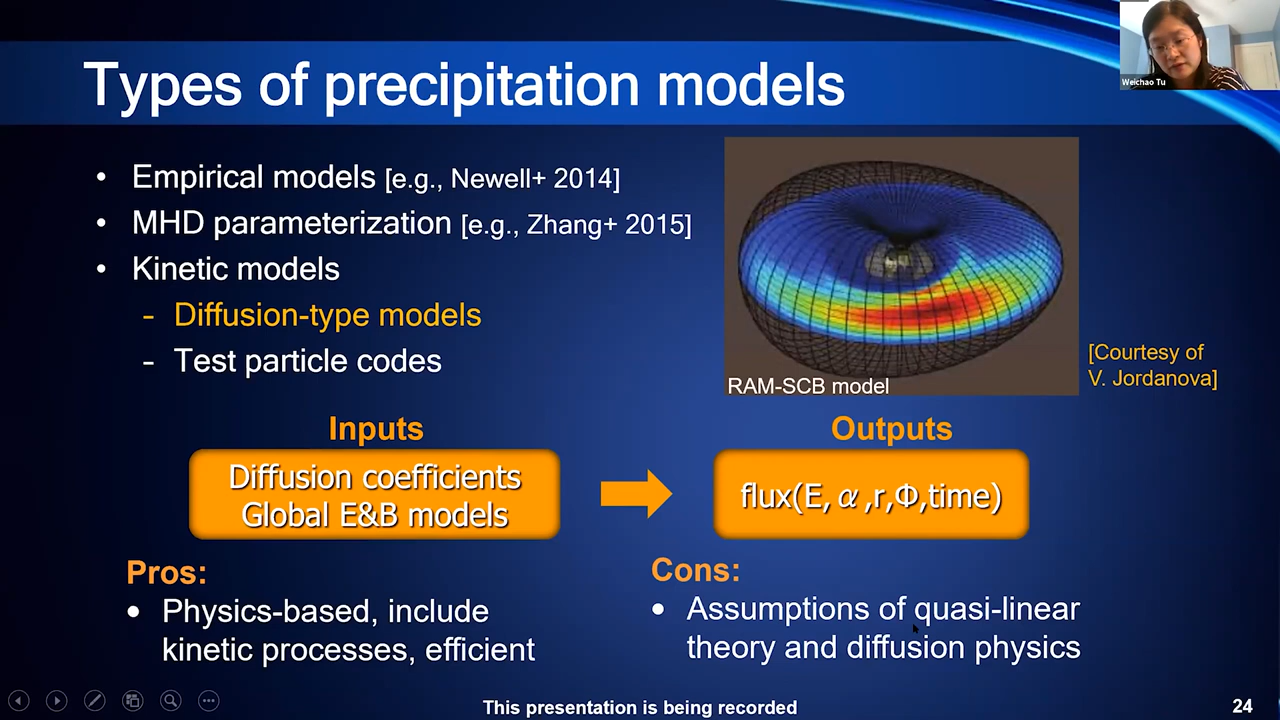 Types of precipitation models
Weichao Tu
• Empirical models [e.g., Newell+ 2014]
• MHD parameterization [e.g., Zhang+ 2015]
• Kinetic models
- Diffusion-type models
- Test particle codes
RAM-SCB model
[Courtesy of
V. Jordanova]
Inputs
Diffusion coefficients
Global E&B models
Outputs
flux(E, α ,r,Φ,time)
Pros:
• Physics-based, include
kinetic processes, efficient
Cons:
• Assumptions of quasi-linear
theory and diffusion physics
This presentation is being recorded
24